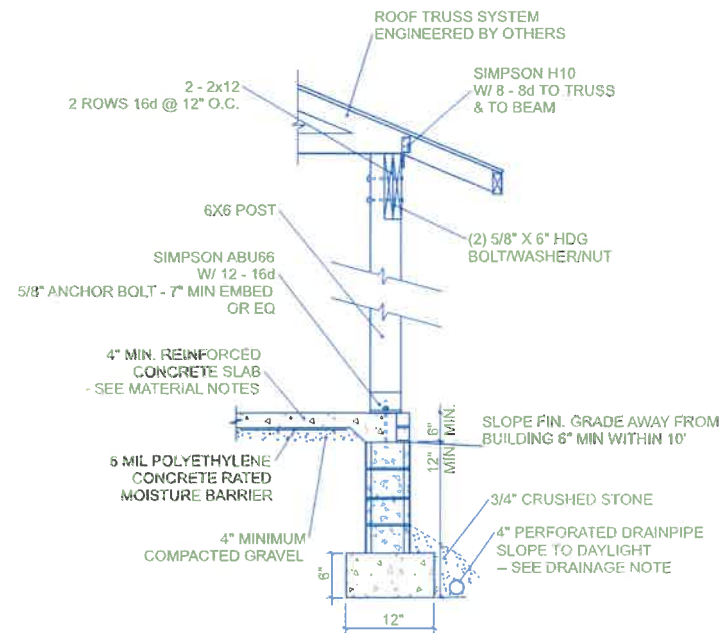 ROOF TRUSS SYSTEM
ENGINEERED BY OTHERS
2 - 2x12
2 ROWS 16d @ 12" O.C.
SIMPSON H10
W/ 8 - 8d TO TRUSS
& TO BEAM
6X6 POST
(2) 5/8" X 6" HDG
BOLT/WASHER/NUT
SIMPSON ABU66
W/ 12 - 16d
5/8" ANCHOR BOLT - 7" MIN EMBED
OR EQ
4" MIN. REINFORCED
CONCRETE SLAB
- SEE MATERIAL NOTES
6" MIN.
12" MIN.
SLOPE FIN. GRADE AWAY FROM
BUILDING 6" MIN WITHIN 10'
6 MIL POLYETHYLENE
CONCRETE RATED
MOISTURE BARRIER
4" MINIMUM
COMPACTED GRAVEL
3/4" CRUSHED STONE
4" PERFORATED DRAINPIPE
SLOPE TO DAYLIGHT
– SEE DRAINAGE NOTE
6"
12"